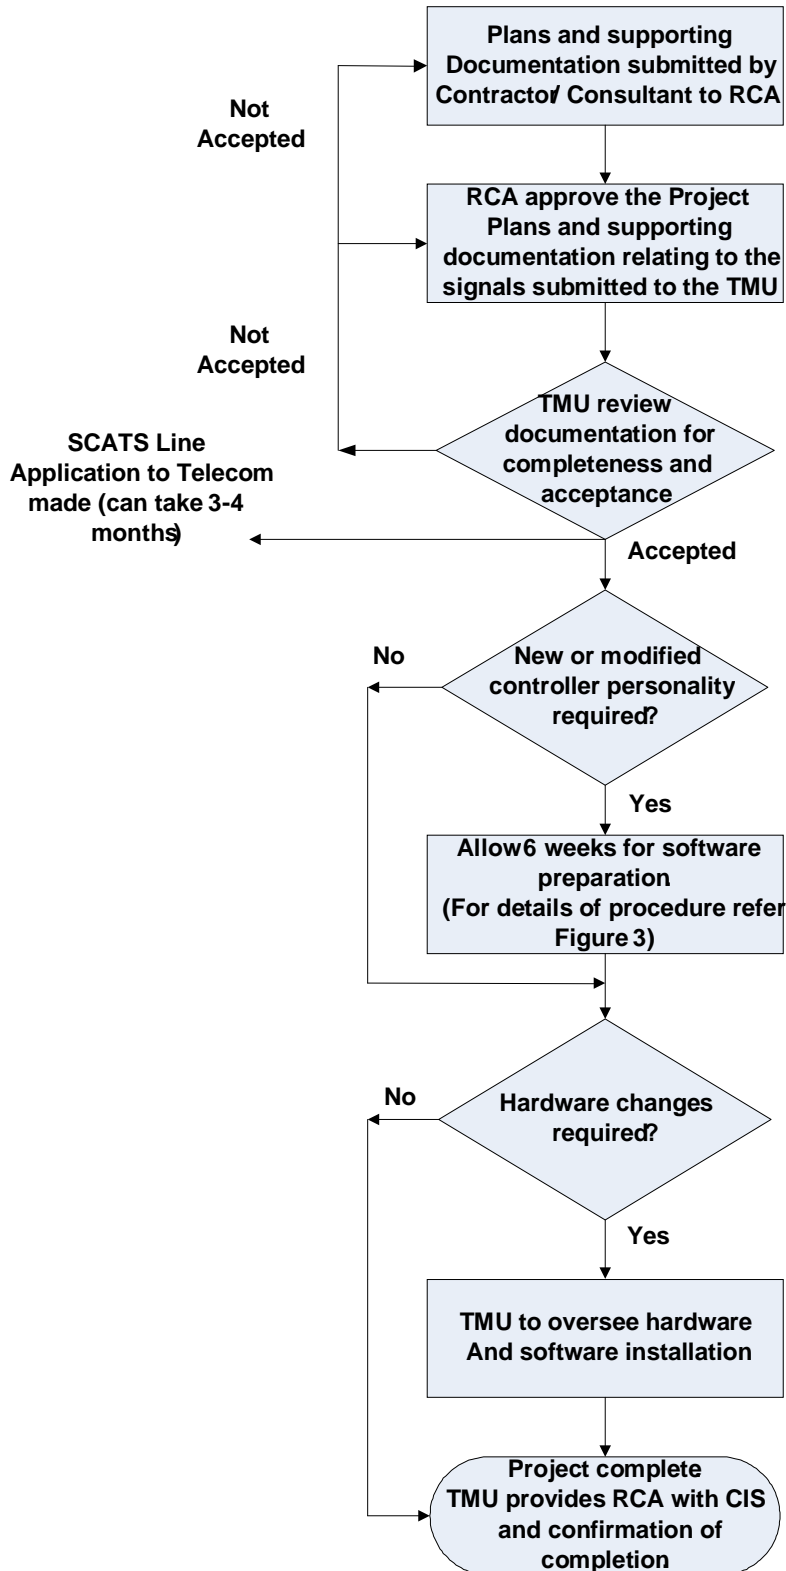 Plans and supporting
Documentation submitted by
Contractor/ Consultant to RCA
Not
Accepted
RCA approve the Project
Plans and supporting
documentation relating to the
signals submitted to the TMU
Not
Accepted
TMU review
documentation for
completeness and
acceptance
SCATS Line
Application to Telecom
made (can take 3-4
months)
Accepted
No
New or modified
controller personality
required?
Yes
Allow 6 weeks for software
preparation.
(For details of procedure refer
Figure 3)
No
Hardware changes
required?
Yes
TMU to oversee hardware
And software installation
Project complete
TMU provides RCA with CIS
and confirmation of
completion